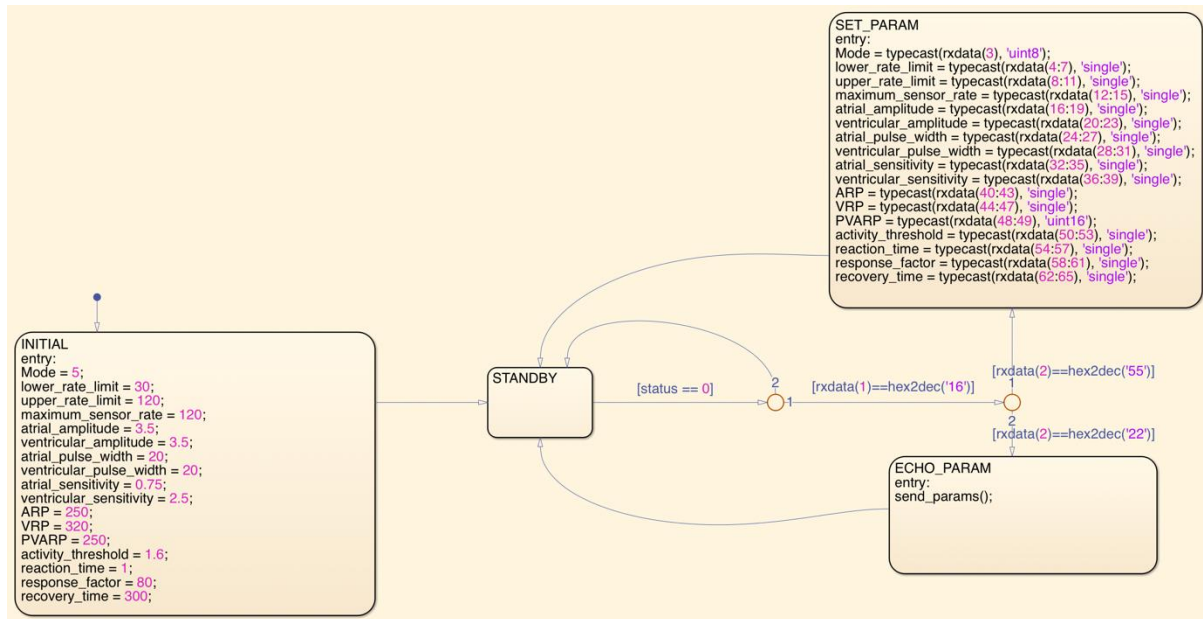 SET_PARAM
entry:
Mode = typecast(rxdata(3), 'uint8');
lower_rate_limit = typecast(rxdata(4:7), 'single');
upper_rate_limit = typecast(rxdata(8:11), 'single');
maximum_sensor_rate = typecast(rxdata(12:15), 'single');
atrial_amplitude = typecast(rxdata(16:19), 'single');
ventricular_amplitude = typecast(rxdata(20:23), 'single');
atrial_pulse_width = typecast(rxdata(24:27), 'single');
ventricular_pulse_width = typecast(rxdata(28:31), 'single');
atrial_sensitivity = typecast(rxdata(32:35), 'single');
ventricular_sensitivity = typecast(rxdata(36:39), 'single');
ARP = typecast(rxdata(40:43), 'single');
VRP = typecast(rxdata(44:47), 'single');
PVARP = typecast(rxdata(48:49), 'uint16');
activity_threshold = typecast(rxdata(50:53), 'single');
reaction_time = typecast(rxdata(54:57), 'single');
response_factor = typecast(rxdata(58:61), 'single');
recovery_time = typecast(rxdata(62:65), 'single');
INITIAL
entry:
Mode = 5;
lower_rate_limit = 30;
upper_rate_limit = 120;
maximum_sensor_rate = 120;
atrial_amplitude = 3.5;
ventricular_amplitude = 3.5;
atrial_pulse_width = 20;
ventricular_pulse_width = 20;
atrial_sensitivity = 0.75;
ventricular_sensitivity = 2.5;
ARP = 250;
VRP = 320;
PVARP = 250;
activity_threshold = 1.6;
reaction_time = 1;
response_factor = 80;
recovery_time = 300;
STANDBY
[status == 0]
2
1
[rxdata(1)==hex2dec('16')]
[rxdata(2)==hex2dec('55')]
1
2
[rxdata(2)==hex2dec('22')]
ECHO_PARAM
entry:
send_params();